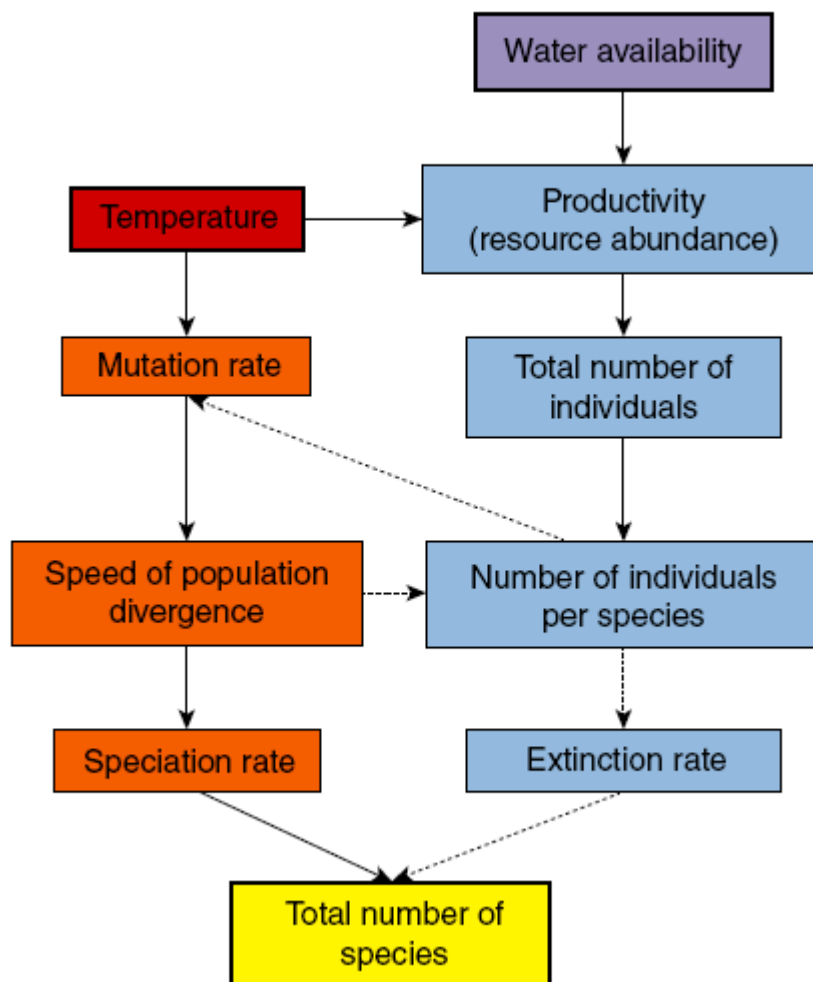 Water availability
Temperature
Productivity
(resource abundance)
Mutation rate
Total number of
individuals
Speed of population
divergence
Number of individuals
per species
Speciation rate
Extinction rate
Total number of
species